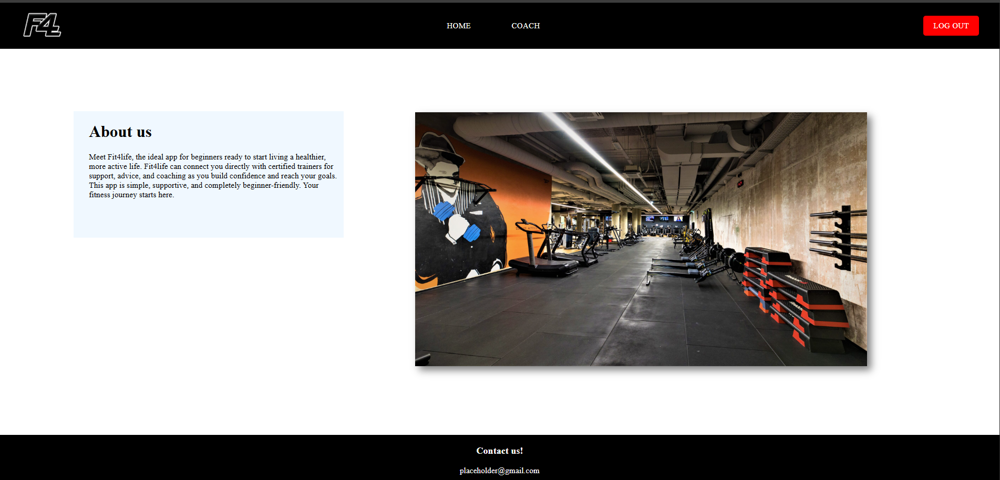 F4L
HOME
COACH
LOG OUT
About us
Meet Fit4life, the ideal app for beginners ready to start living a healthier,
more active life. Fit4life can connect you directly with certified trainers for
support, advice, and coaching as you build confidence and reach your goals.
This app is simple, supportive, and completely beginner-friendly. Your
fitness journey starts here.
Contact us!
placeholder@gmail.com